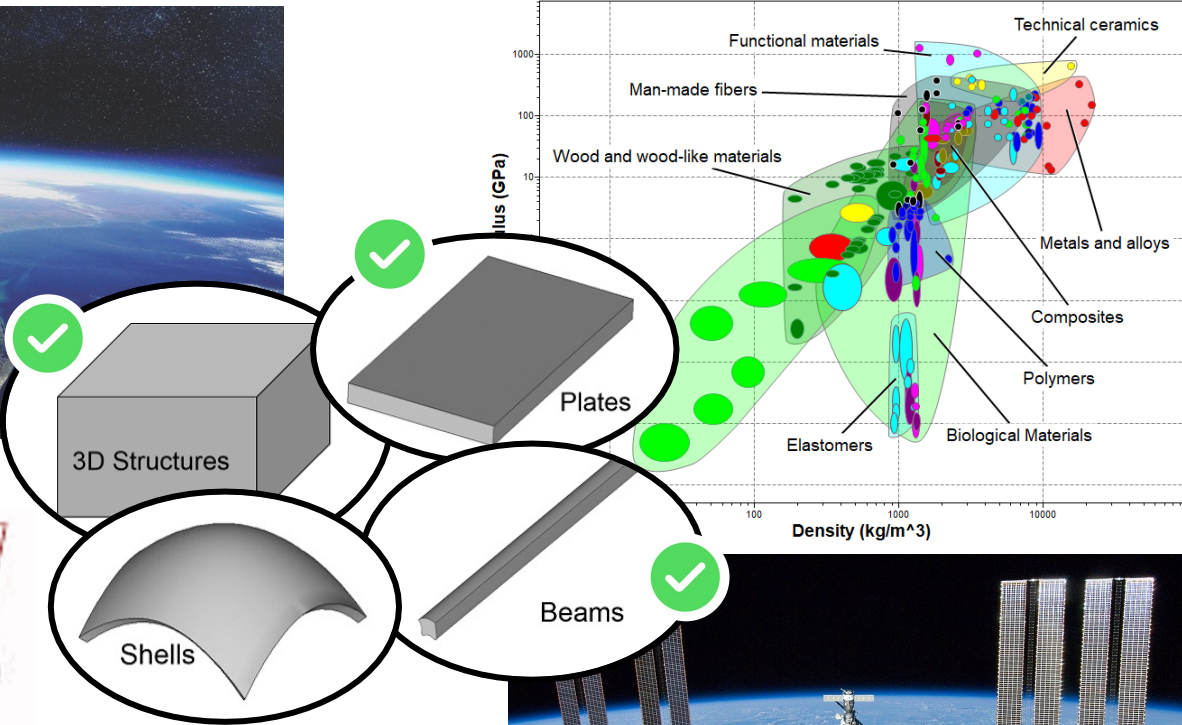 Technical ceramics
Functional materials
1000
Man-made fibers
100
Wood and wood-like materials
10
Metals and alloys
Composites
Polymers
Biological Materials
Elastomers
100
1000
10000
Density (kg/m^3)
(GPa)
Plates
3D Structures
Beams
Shells